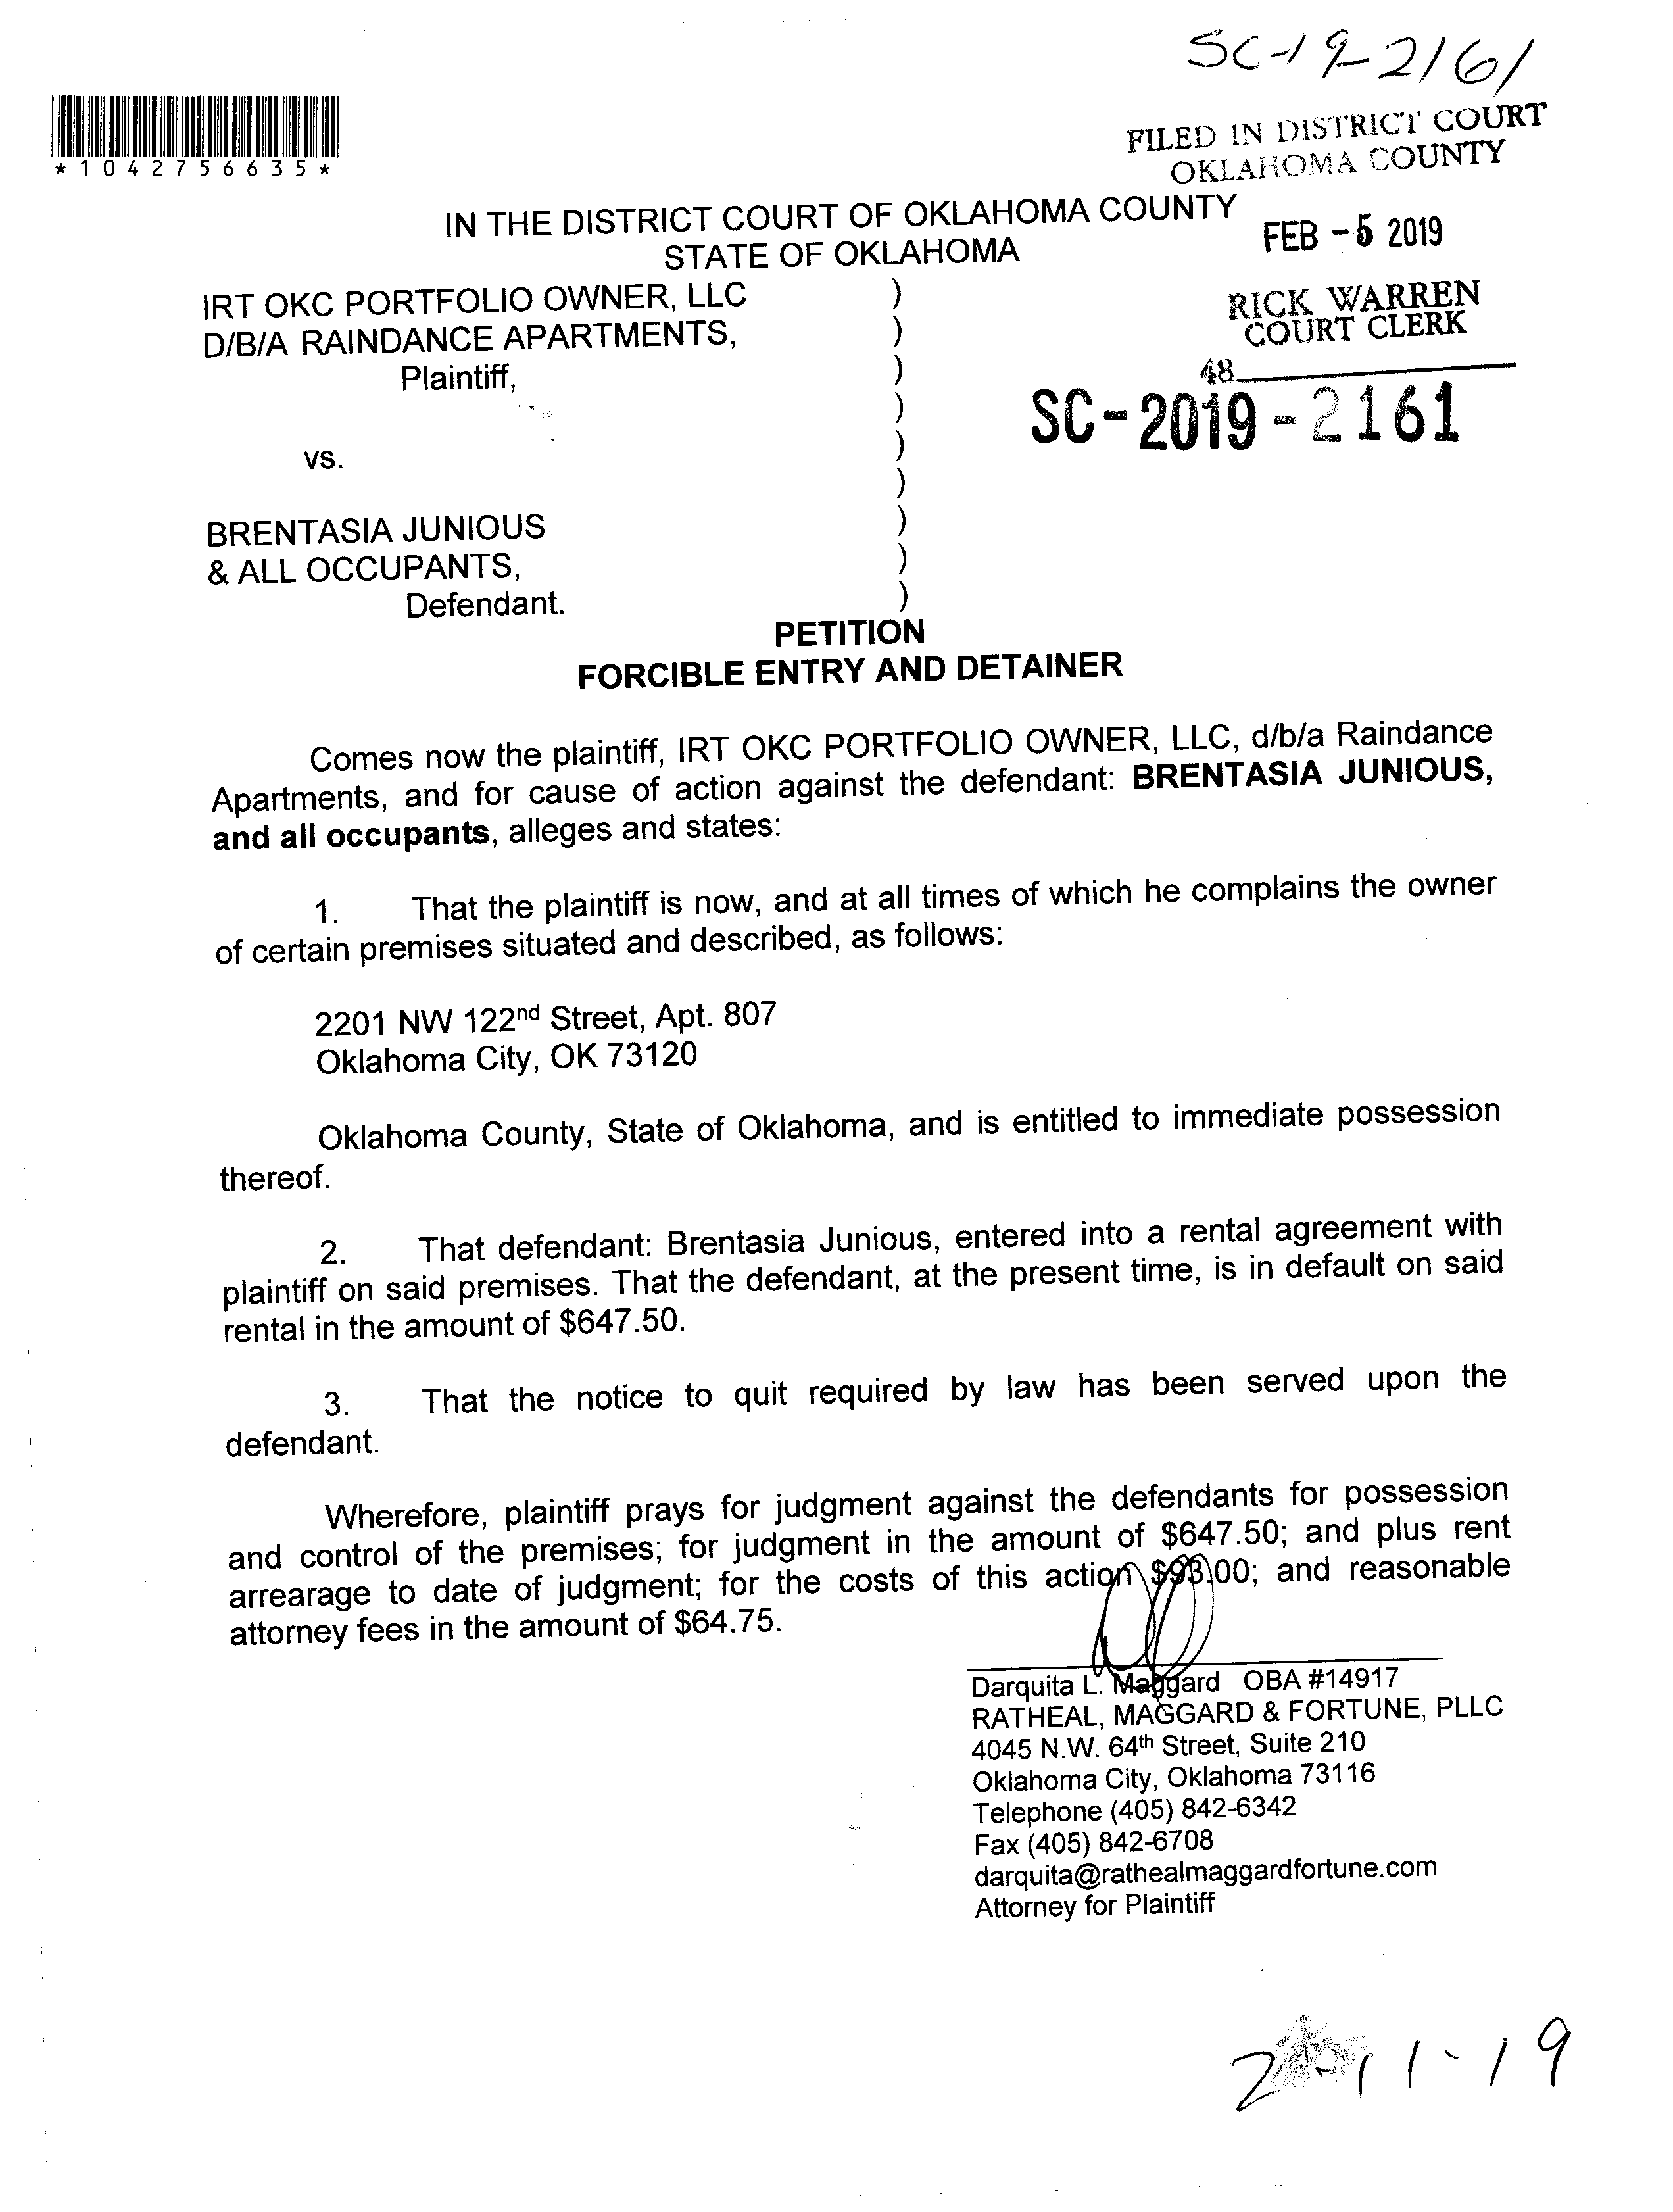 SC-19-2161
*1042756635*
FILED IN DISTRICT COURT
OKLAHOMA COUNTY
IN THE DISTRICT COURT OF OKLAHOMA COUNTY
STATE OF OKLAHOMA
FEB -5 2019
RICK WARREN
COURT CLERK
48
SC-2019-2161
IRT OKC PORTFOLIO OWNER, LLC )
D/B/A RAINDANCE APARTMENTS, )
Plaintiff, )
)
vs. )
)
BRENTASIA JUNIOUS )
& ALL OCCUPANTS, )
Defendant. )
PETITION
FORCIBLE ENTRY AND DETAINER
Comes now the plaintiff, IRT OKC PORTFOLIO OWNER, LLC, d/b/a Raindance
Apartments, and for cause of action against the defendant: BRENTASIA JUNIOUS,
and all occupants, alleges and states:
1. That the plaintiff is now, and at all times of which he complains the owner
of certain premises situated and described, as follows:
2201 NW 122nd Street, Apt. 807
Oklahoma City, OK 73120
Oklahoma County, State of Oklahoma, and is entitled to immediate possession
thereof.
2. That defendant: Brentasia Junious, entered into a rental agreement with
plaintiff on said premises. That the defendant, at the present time, is in default on said
rental in the amount of $647.50.
3. That the notice to quit required by law has been served upon the
defendant.
Wherefore, plaintiff prays for judgment against the defendants for possession
and control of the premises; for judgment in the amount of $647.50; and plus rent
arrearage to date of judgment; for the costs of this action $93.00; and reasonable
attorney fees in the amount of $64.75.
Darquita L. Maggard OBA #14917
RATHEAL, MAGGARD & FORTUNE, PLLC
4045 N.W. 64th Street, Suite 210
Oklahoma City, Oklahoma 73116
Telephone (405) 842-6342
Fax (405) 842-6708
darquita@rathealmaggardfortune.com
Attorney for Plaintiff
2-11-19